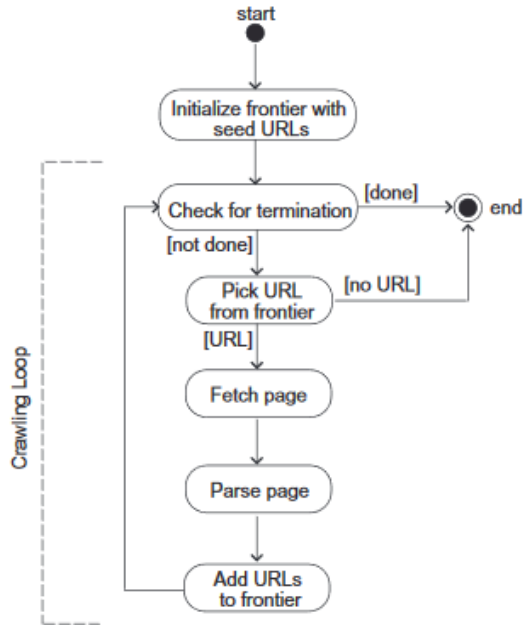 start
Initialize frontier with
seed URLs
[done]
Check for termination
end
[not done]
[no URL]
Pick URL
from frontier
[URL]
Crawling Loop
Fetch page
Parse page
Add URLs
to frontier